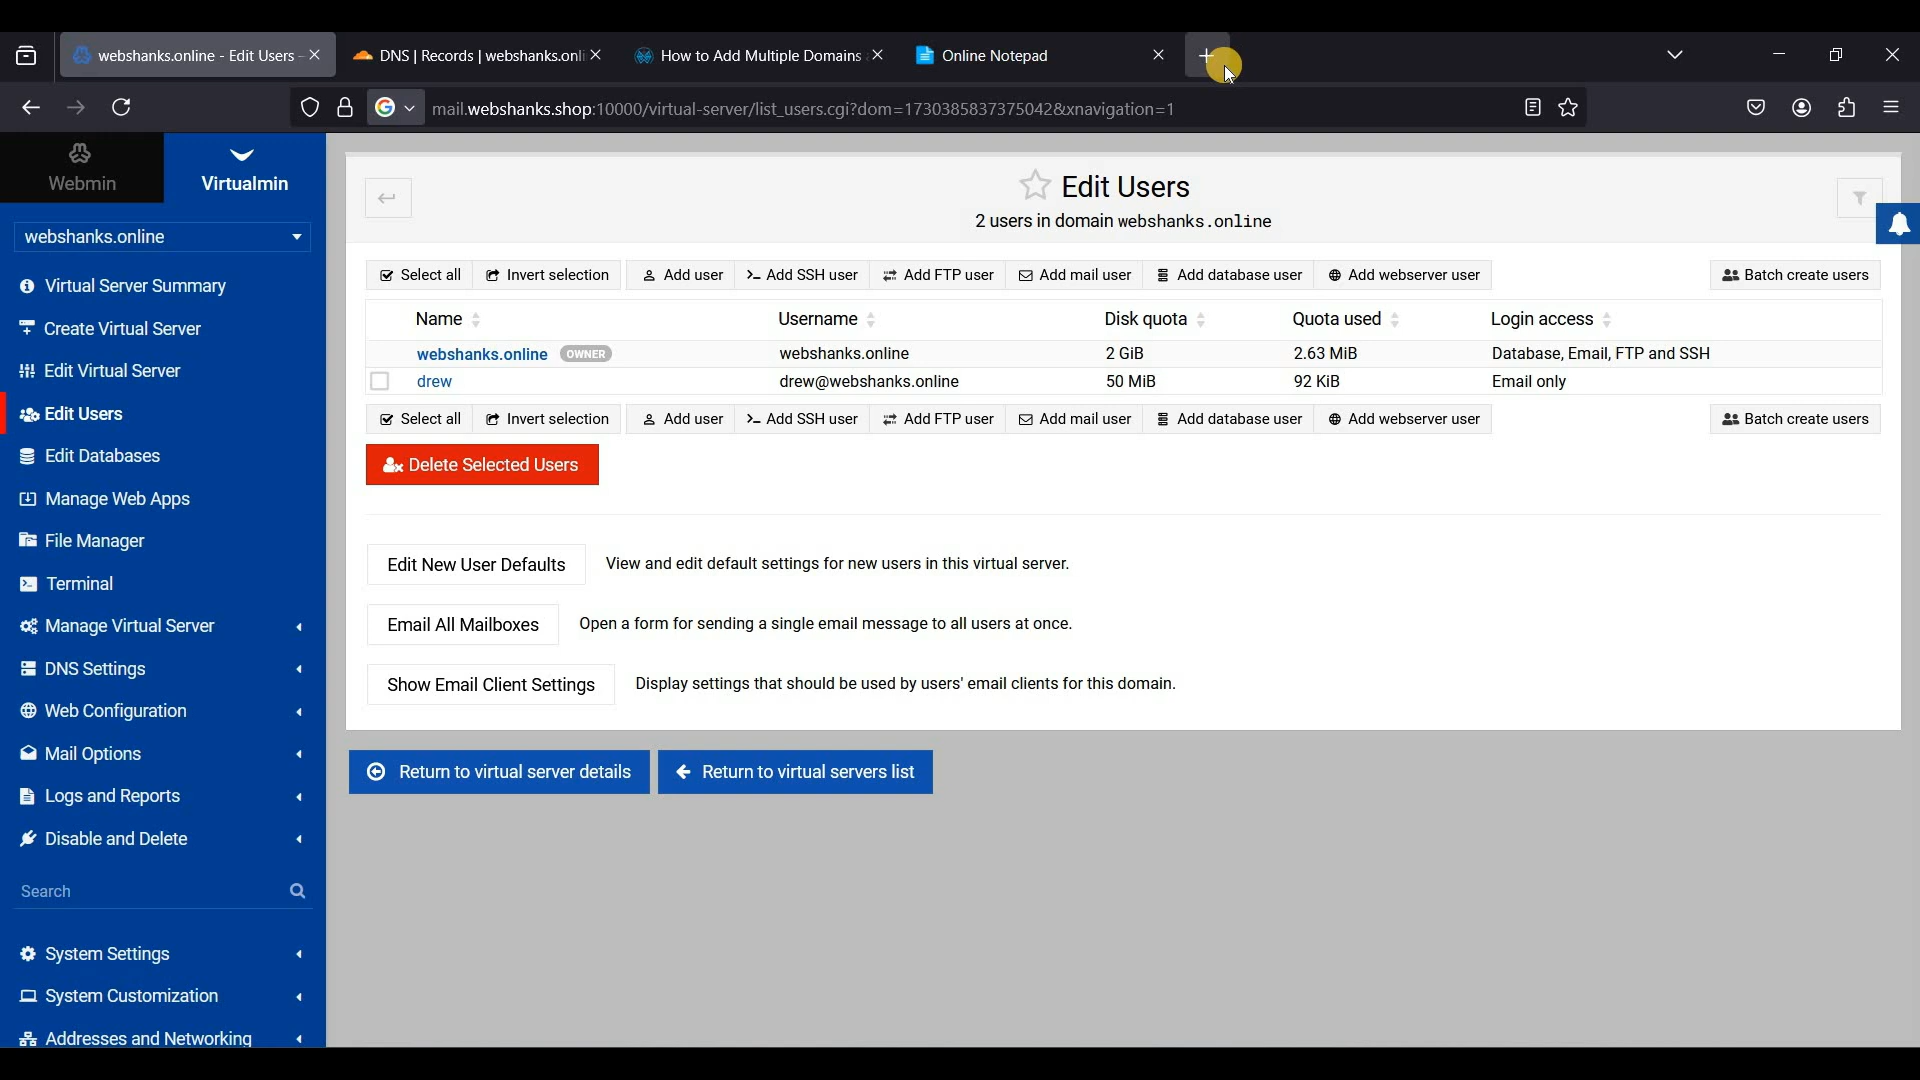 webshanks.online - Edit Users -
DNS | Records | webshanks.onli
How to Add Multiple Domains
Online Notepad
mail.webshanks.shop:10000/virtual-server/list_users.cgi?dom=1730385837375042&xnavigation=1
Webmin
Virtualmin
webshanks.online
Virtual Server Summary
Create Virtual Server
Edit Virtual Server
Edit Users
Edit Databases
Manage Web Apps
File Manager
Terminal
Manage Virtual Server
DNS Settings
Web Configuration
Mail Options
Logs and Reports
Disable and Delete
Search
System Settings
System Customization
Addresses and Networking
Edit Users
2 users in domain webshanks.online
Select all Invert selection Add user Add SSH user Add FTP user Add mail user Add database user Add webserver user Batch create users
Name Username Disk quota Quota used Login access
webshanks.online OWNER webshanks.online 2 GiB 2.63 MiB Database, Email, FTP and SSH
drew drew@webshanks.online 50 MiB 92 KiB Email only
Select all Invert selection Add user Add SSH user Add FTP user Add mail user Add database user Add webserver user Batch create users
Delete Selected Users
Edit New User Defaults View and edit default settings for new users in this virtual server.
Email All Mailboxes Open a form for sending a single email message to all users at once.
Show Email Client Settings Display settings that should be used by users' email clients for this domain.
Return to virtual server details Return to virtual servers list